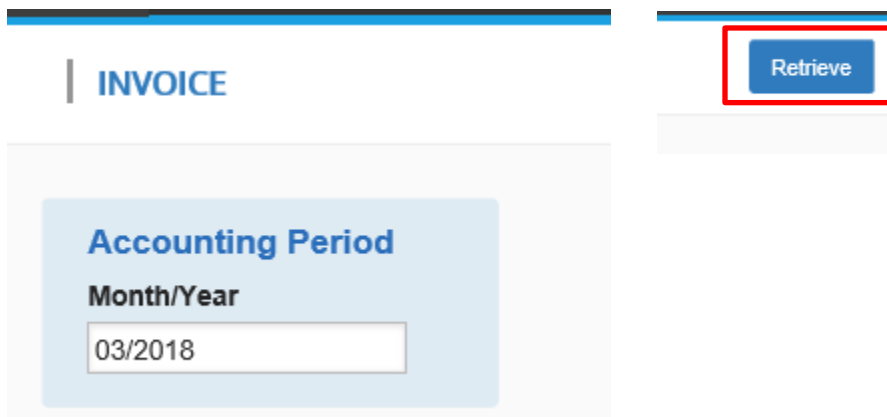 INVOICE
Retrieve
Accounting Period
Month/Year
03/2018